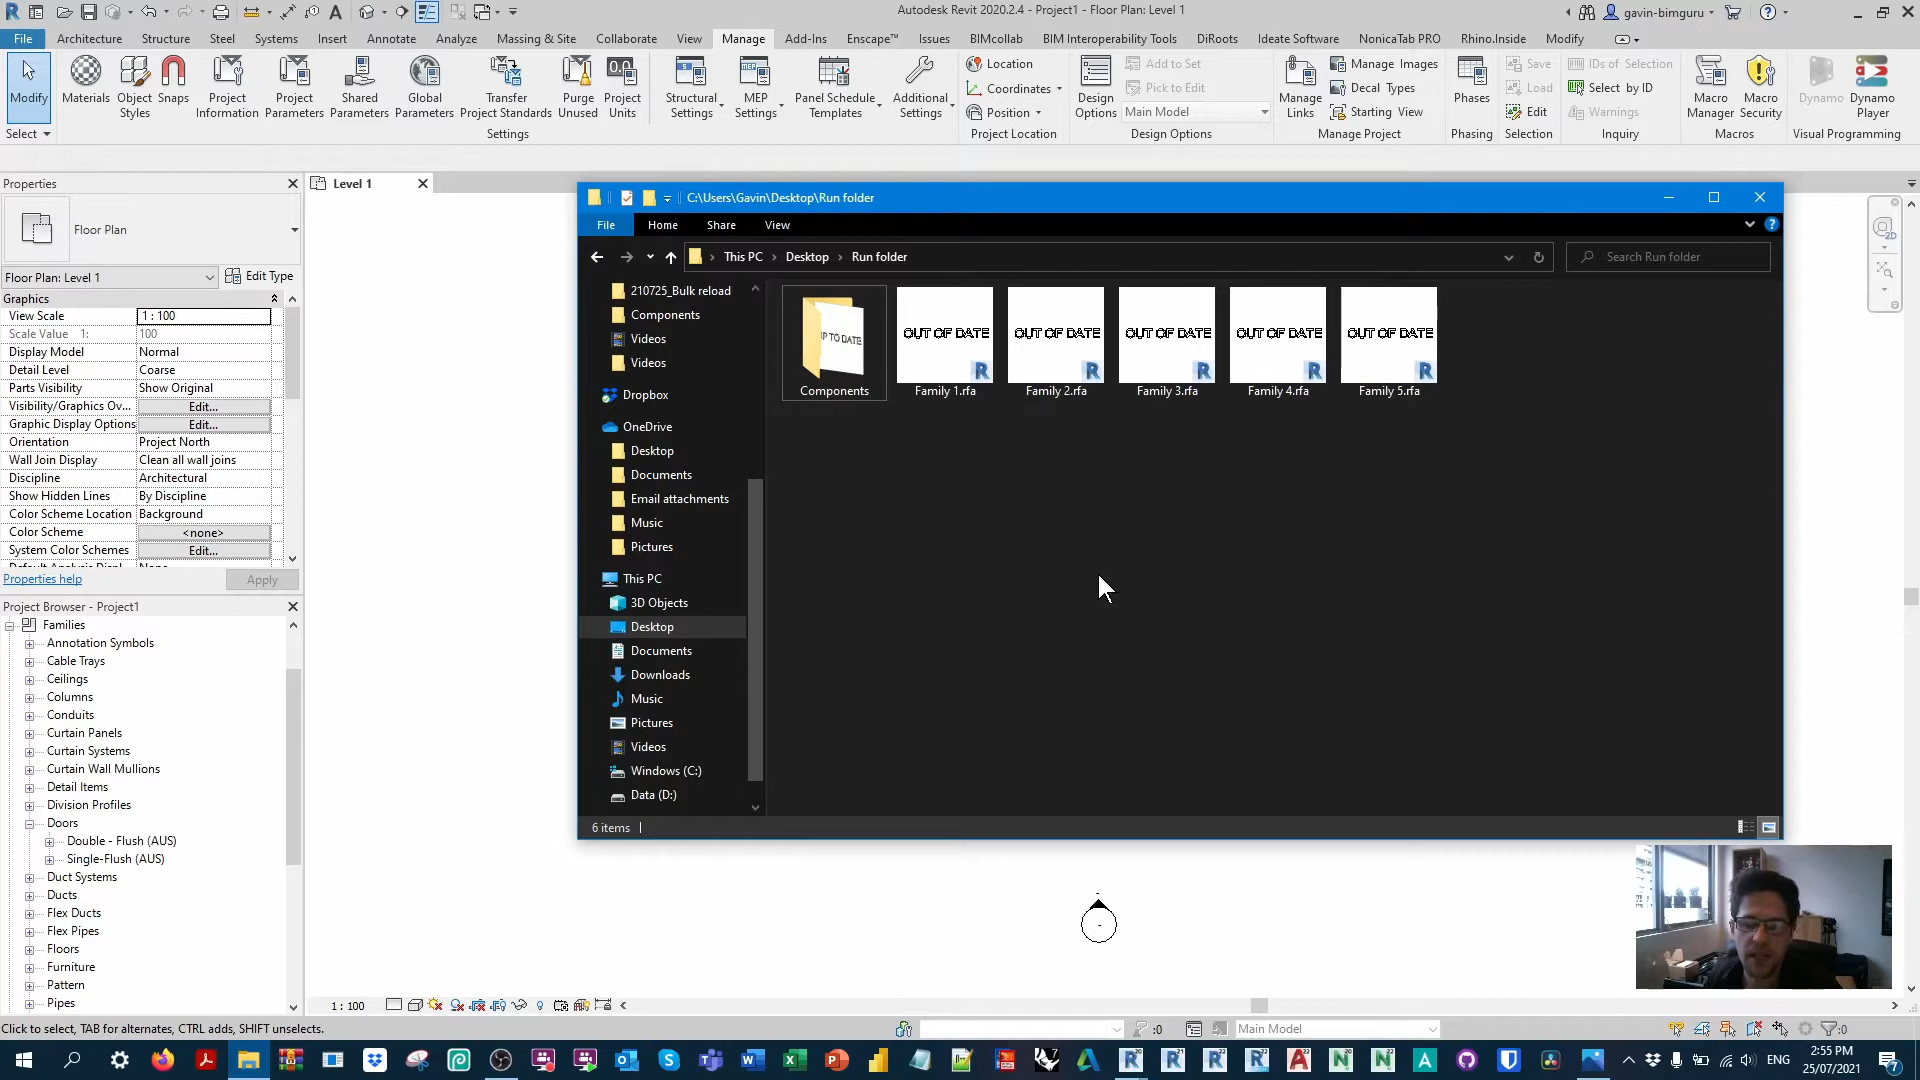 Autodesk Revit 2020.2.4 - Project1 - Floor Plan: Level 1
gavin-bimguru
File Architecture Structure Steel Systems Insert Annotate Analyze Massing & Site Collaborate View Manage Add-Ins Enscape™ Issues BIMcollab BIM Interoperability Tools DiRoots Ideate Software NonicaTab PRO Rhino.Inside Modify
Modify
Materials
Object Styles
Snaps
Project Information
Project Parameters
Shared Parameters
Global Parameters
Transfer Project Standards
Purge Unused
Project Units
Structural Settings
MEP Settings
Panel Schedule Templates
Additional Settings
Location
Coordinates
Position
Design Options
Add to Set
Pick to Edit
Main Model
Manage Links
Manage Images
Decal Types
Starting View
Phases
Save
Load
Edit
IDs of Selection
Select by ID
Warnings
Macro Manager
Macro Security
Dynamo
Dynamo Player
Select
Settings
Project Location
Design Options
Manage Project
Phasing
Selection
Inquiry
Macros
Visual Programming
Properties
Floor Plan
Floor Plan: Level 1
Edit Type
Graphics
View Scale 1 : 100
Scale Value 1: 100
Display Model Normal
Detail Level Coarse
Parts Visibility Show Original
Visibility/Graphics Ov... Edit...
Graphic Display Options Edit...
Orientation Project North
Wall Join Display Clean all wall joins
Discipline Architectural
Show Hidden Lines By Discipline
Color Scheme Location Background
Color Scheme <none>
System Color Schemes Edit...
Properties help
Apply
Project Browser - Project1
Families
Annotation Symbols
Cable Trays
Ceilings
Columns
Conduits
Curtain Panels
Curtain Systems
Curtain Wall Mullions
Detail Items
Division Profiles
Doors
Double - Flush (AUS)
Single-Flush (AUS)
Duct Systems
Ducts
Flex Ducts
Flex Pipes
Floors
Furniture
Pattern
Pipes
Level 1
C:\Users\Gavin\Desktop\Run folder
File Home Share View
This PC > Desktop > Run folder
Search Run folder
210725_Bulk reload
Components
Videos
Videos
Dropbox
OneDrive
Desktop
Documents
Email attachments
Music
Pictures
This PC
3D Objects
Desktop
Documents
Downloads
Music
Pictures
Videos
Windows (C:)
Data (D:)
UP TO DATE
Components
OUT OF DATE
Family 1.rfa
OUT OF DATE
Family 2.rfa
OUT OF DATE
Family 3.rfa
OUT OF DATE
Family 4.rfa
OUT OF DATE
Family 5.rfa
6 items
1 : 100
Click to select, TAB for alternates, CTRL adds, SHIFT unselects.
:0
Main Model
:0
ENG
2:55 PM
25/07/2021